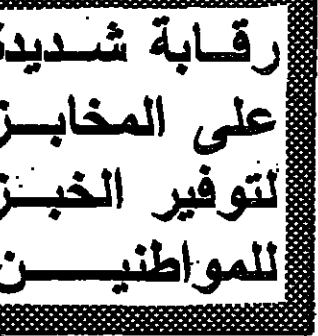 رقابة شديدة
على المخابز
لتوفير الخبز
للمواطنين